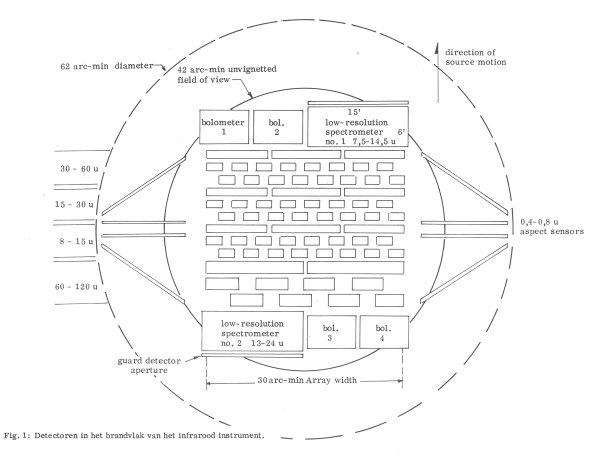 62 arc-min diameter
42 arc-min unvignetted
field of view
direction of
source motion
bolometer
1
bol.
2
15'
low-resolution
spectrometer 6'
no. 1 7,5-14,5 u
30 - 60 u
15 - 30 u
8 - 15 u
60 - 120 u
0,4-0,8 u
aspect sensors
low-resolution
spectrometer
no. 2 13-24 u
bol.
3
bol.
4
guard detector
aperture
30 arc-min Array width
Fig. 1: Detectoren in het brandvlak van het infrarood instrument.